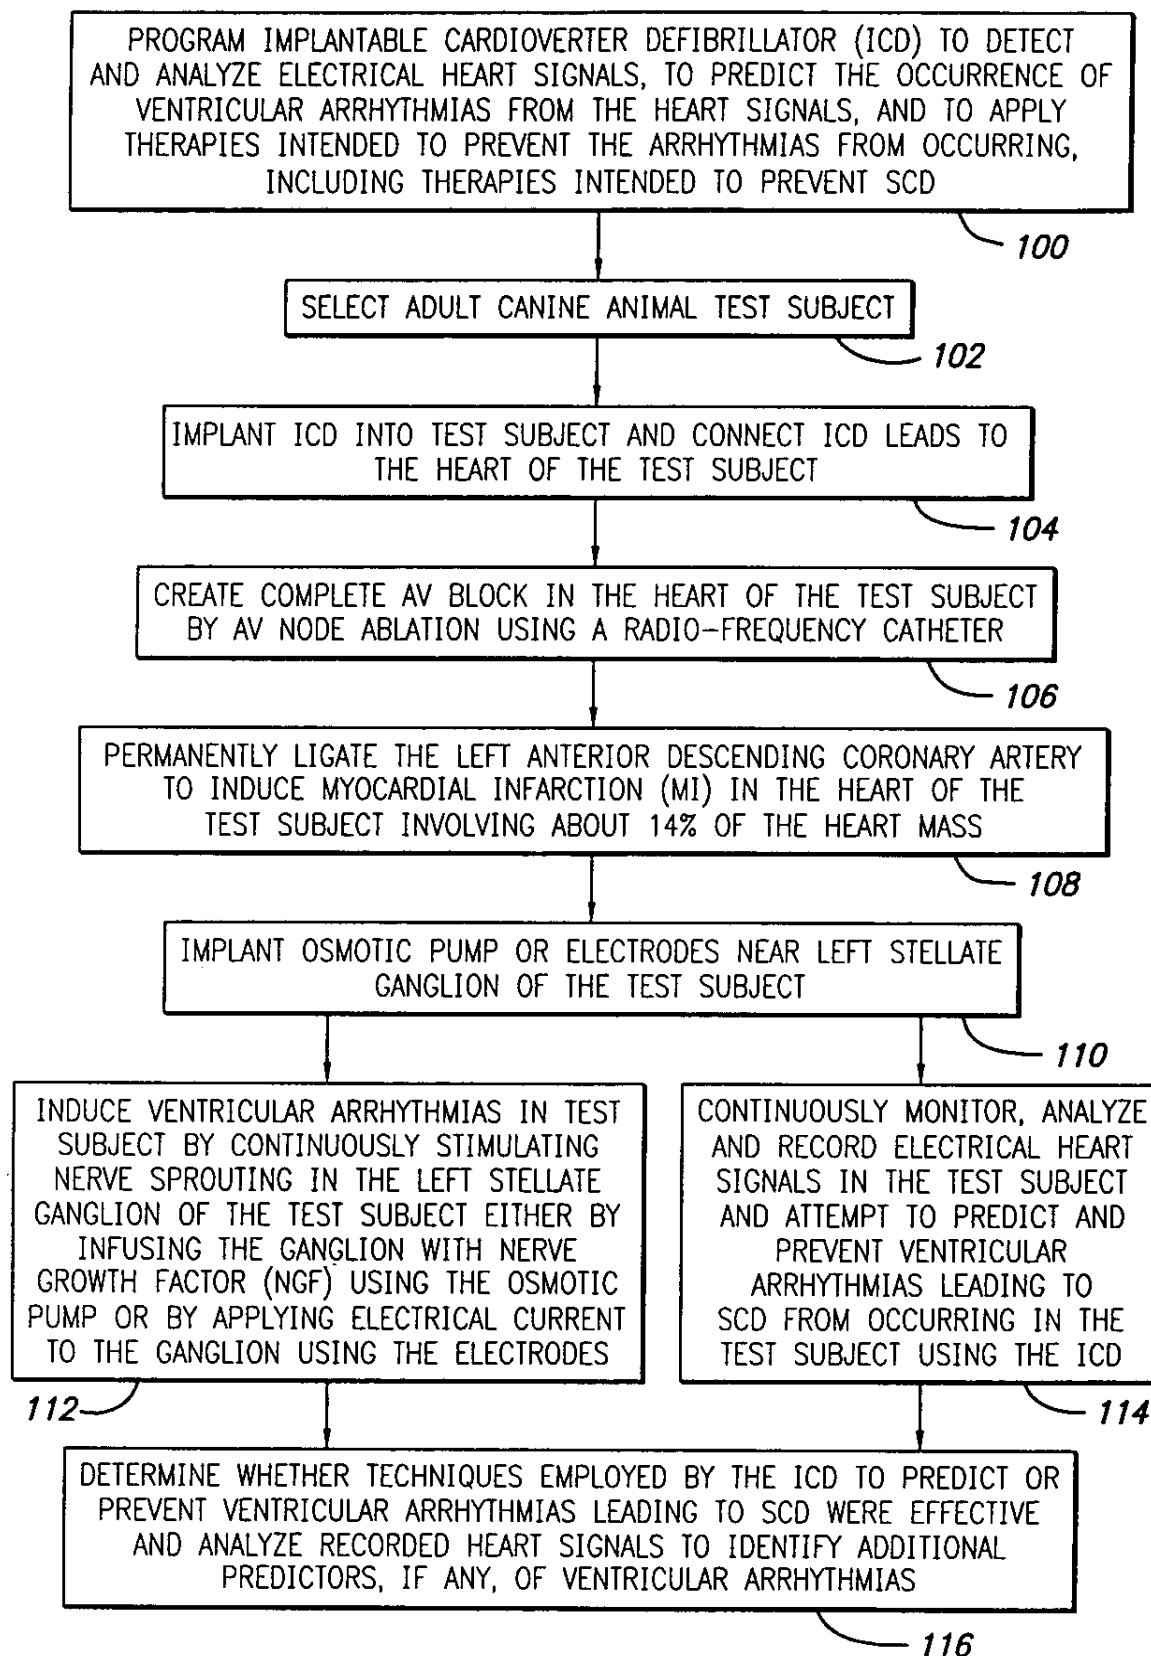 PROGRAM IMPLANTABLE CARDIOVERTER DEFIBRILLATOR (ICD) TO DETECT
AND ANALYZE ELECTRICAL HEART SIGNALS, TO PREDICT THE OCCURRENCE OF
VENTRICULAR ARRHYTHMIAS FROM THE HEART SIGNALS, AND TO APPLY
THERAPIES INTENDED TO PREVENT THE ARRHYTHMIAS FROM OCCURRING,
INCLUDING THERAPIES INTENDED TO PREVENT SCD
100
SELECT ADULT CANINE ANIMAL TEST SUBJECT
102
IMPLANT ICD INTO TEST SUBJECT AND CONNECT ICD LEADS TO
THE HEART OF THE TEST SUBJECT
104
CREATE COMPLETE AV BLOCK IN THE HEART OF THE TEST SUBJECT
BY AV NODE ABLATION USING A RADIO-FREQUENCY CATHETER
106
PERMANENTLY LIGATE THE LEFT ANTERIOR DESCENDING CORONARY ARTERY
TO INDUCE MYOCARDIAL INFARCTION (MI) IN THE HEART OF THE
TEST SUBJECT INVOLVING ABOUT 14% OF THE HEART MASS
108
IMPLANT OSMOTIC PUMP OR ELECTRODES NEAR LEFT STELLATE
GANGLION OF THE TEST SUBJECT
110
INDUCE VENTRICULAR ARRHYTHMIAS IN TEST
SUBJECT BY CONTINUOUSLY STIMULATING
NERVE SPROUTING IN THE LEFT STELLATE
GANGLION OF THE TEST SUBJECT EITHER BY
INFUSING THE GANGLION WITH NERVE
GROWTH FACTOR (NGF) USING THE OSMOTIC
PUMP OR BY APPLYING ELECTRICAL CURRENT
TO THE GANGLION USING THE ELECTRODES
112
CONTINUOUSLY MONITOR, ANALYZE
AND RECORD ELECTRICAL HEART
SIGNALS IN THE TEST SUBJECT
AND ATTEMPT TO PREDICT AND
PREVENT VENTRICULAR
ARRHYTHMIAS LEADING TO
SCD FROM OCCURRING IN THE
TEST SUBJECT USING THE ICD
114
DETERMINE WHETHER TECHNIQUES EMPLOYED BY THE ICD TO PREDICT OR
PREVENT VENTRICULAR ARRHYTHMIAS LEADING TO SCD WERE EFFECTIVE
AND ANALYZE RECORDED HEART SIGNALS TO IDENTIFY ADDITIONAL
PREDICTORS, IF ANY, OF VENTRICULAR ARRHYTHMIAS
116